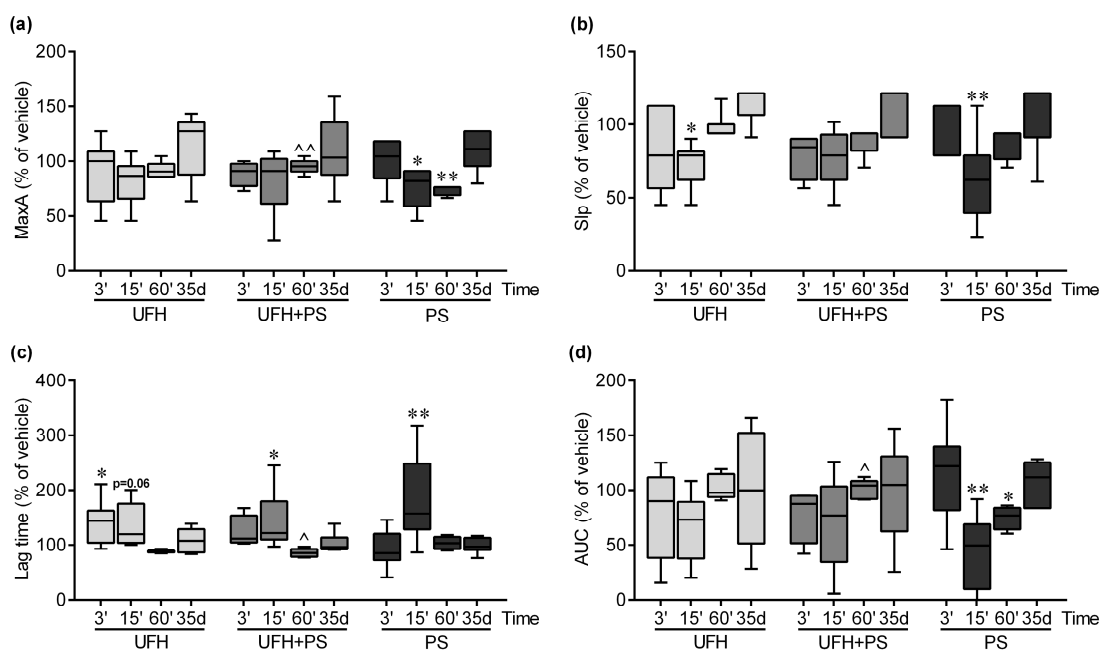 (a)
MaxA (% of vehicle)
200
150
100
50
0
^^
*
**
3' 15' 60' 35d 3' 15' 60' 35d 3' 15' 60' 35d Time
UFH UFH+PS PS
(b)
Slp (% of vehicle)
150
100
50
0
*
**
3' 15' 60' 35d 3' 15' 60' 35d 3' 15' 60' 35d Time
UFH UFH+PS PS
(c)
Lag time (% of vehicle)
400
300
200
100
0
*
p=0.06
*
^
**
3' 15' 60' 35d 3' 15' 60' 35d 3' 15' 60' 35d Time
UFH UFH+PS PS
(d)
AUC (% of vehicle)
200
150
100
50
0
^
**
*
3' 15' 60' 35d 3' 15' 60' 35d 3' 15' 60' 35d Time
UFH UFH+PS PS